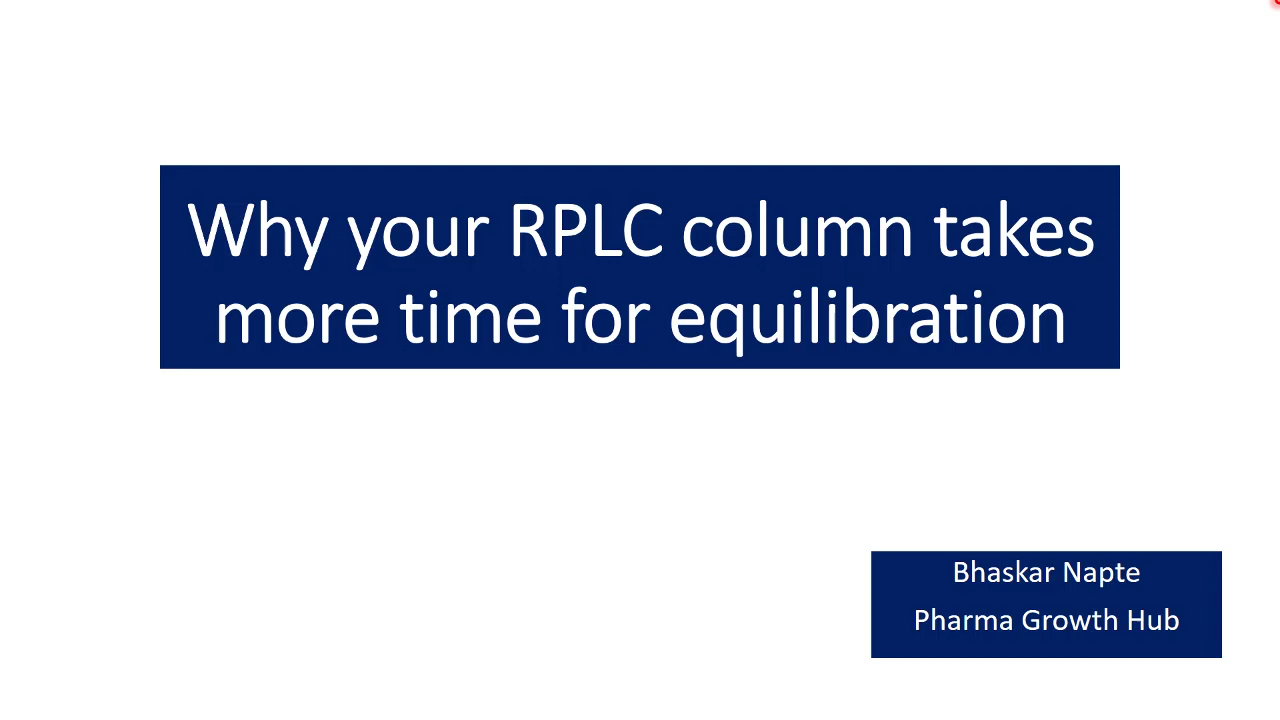 Why your RPLC column takes
more time for equilibration
Bhaskar Napte
Pharma Growth Hub